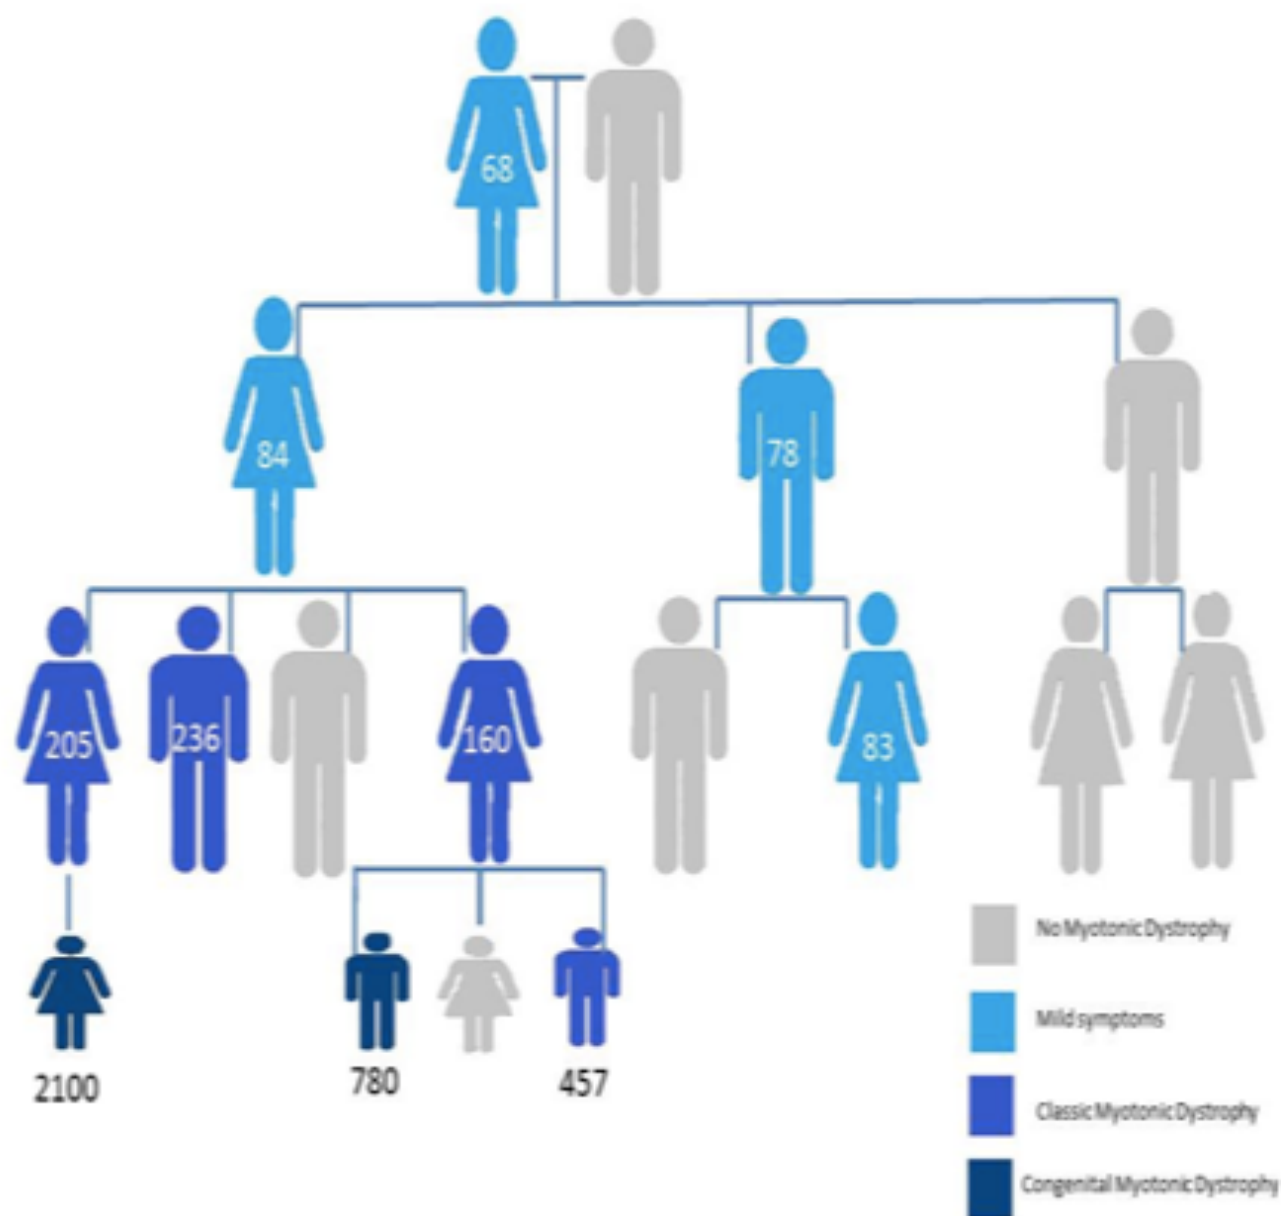 68
84
78
205
236
160
83
No Myotonic Dystrophy
Mild symptoms
2100
780
457
Classic Myotonic Dystrophy
Congenital Myotonic Dystrophy